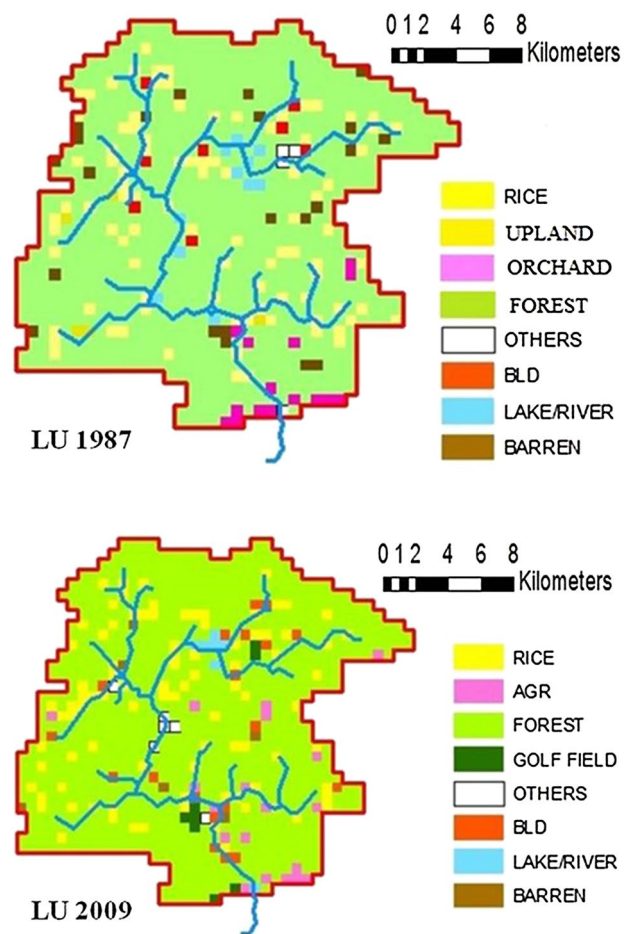 0 1 2 4 6 8
Kilometers
RICE
UPLAND
ORCHARD
FOREST
OTHERS
BLD
LAKE/RIVER
BARREN
LU 1987
0 1 2 4 6 8
Kilometers
RICE
AGR
FOREST
GOLF FIELD
OTHERS
BLD
LAKE/RIVER
BARREN
LU 2009